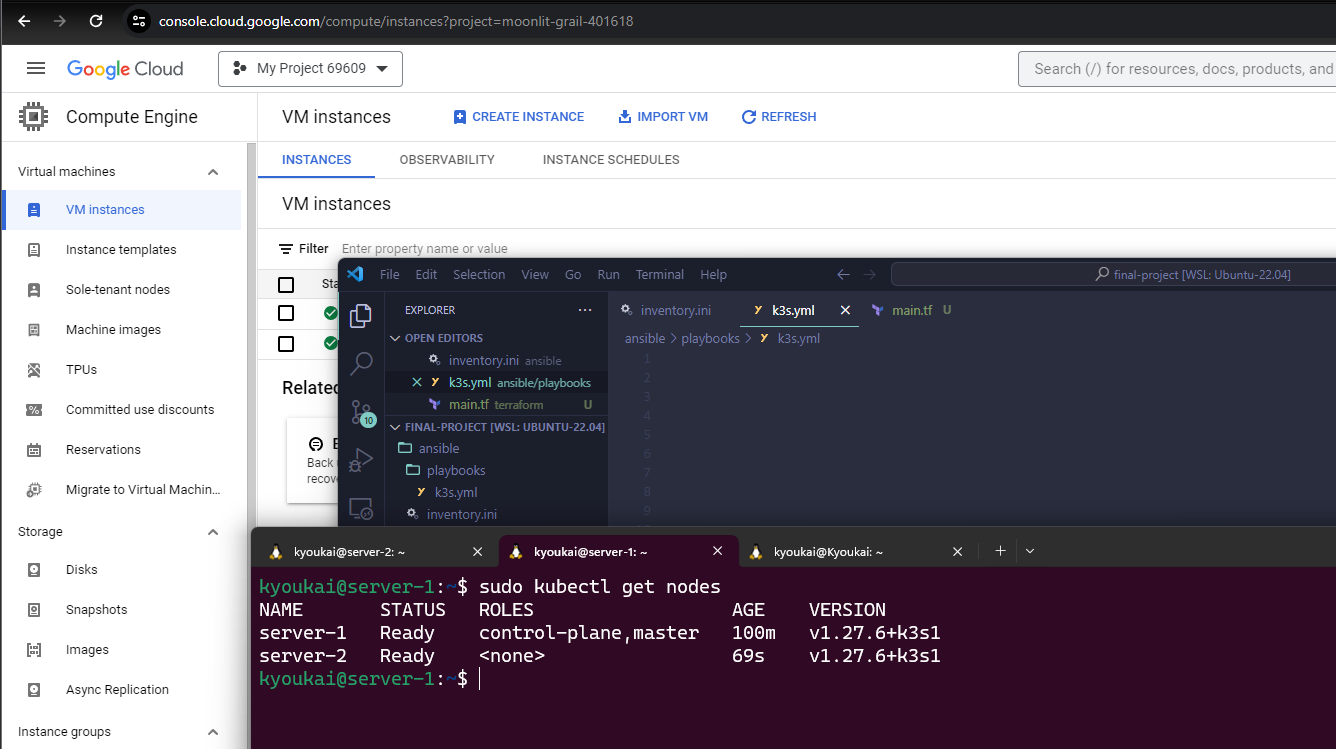 console.cloud.google.com/compute/instances?project=moonlit-grail-401618
Google Cloud
My Project 69609
Search (/) for resources, docs, products, and
Compute Engine
VM instances
CREATE INSTANCE
IMPORT VM
REFRESH
Virtual machines
VM instances
Instance templates
Sole-tenant nodes
Machine images
TPUs
Committed use discounts
Reservations
Migrate to Virtual Machin...
Storage
Disks
Snapshots
Images
Async Replication
Instance groups
INSTANCES
OBSERVABILITY
INSTANCE SCHEDULES
VM instances
Filter
Enter property name or value
Sta
Related
Back
recove
File Edit Selection View Go Run Terminal Help
final-project [WSL: Ubuntu-22.04]
EXPLORER
OPEN EDITORS
inventory.ini ansible
k3s.yml ansible/playbooks
main.tf terraform U
FINAL-PROJECT [WSL: UBUNTU-22.04]
ansible
playbooks
k3s.yml
inventory.ini
10
inventory.ini
k3s.yml
main.tf U
ansible > playbooks > k3s.yml
1
2
3
4
5
6
7
8
9
kyoukai@server-2: ~
kyoukai@server-1: ~
kyoukai@Kyoukai: ~
kyoukai@server-1:~$ sudo kubectl get nodes
NAME STATUS ROLES AGE VERSION
server-1 Ready control-plane,master 100m v1.27.6+k3s1
server-2 Ready <none> 69s v1.27.6+k3s1
kyoukai@server-1:~$